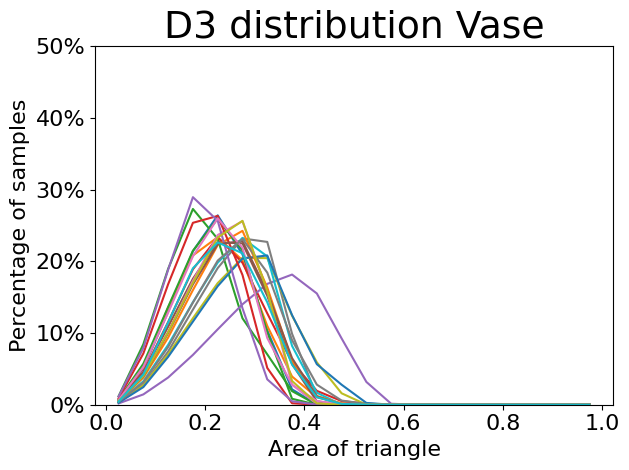 D3 distribution Vase
50%
40%
30%
20%
10%
0%
Percentage of samples
0.0 0.2 0.4 0.6 0.8 1.0
Area of triangle